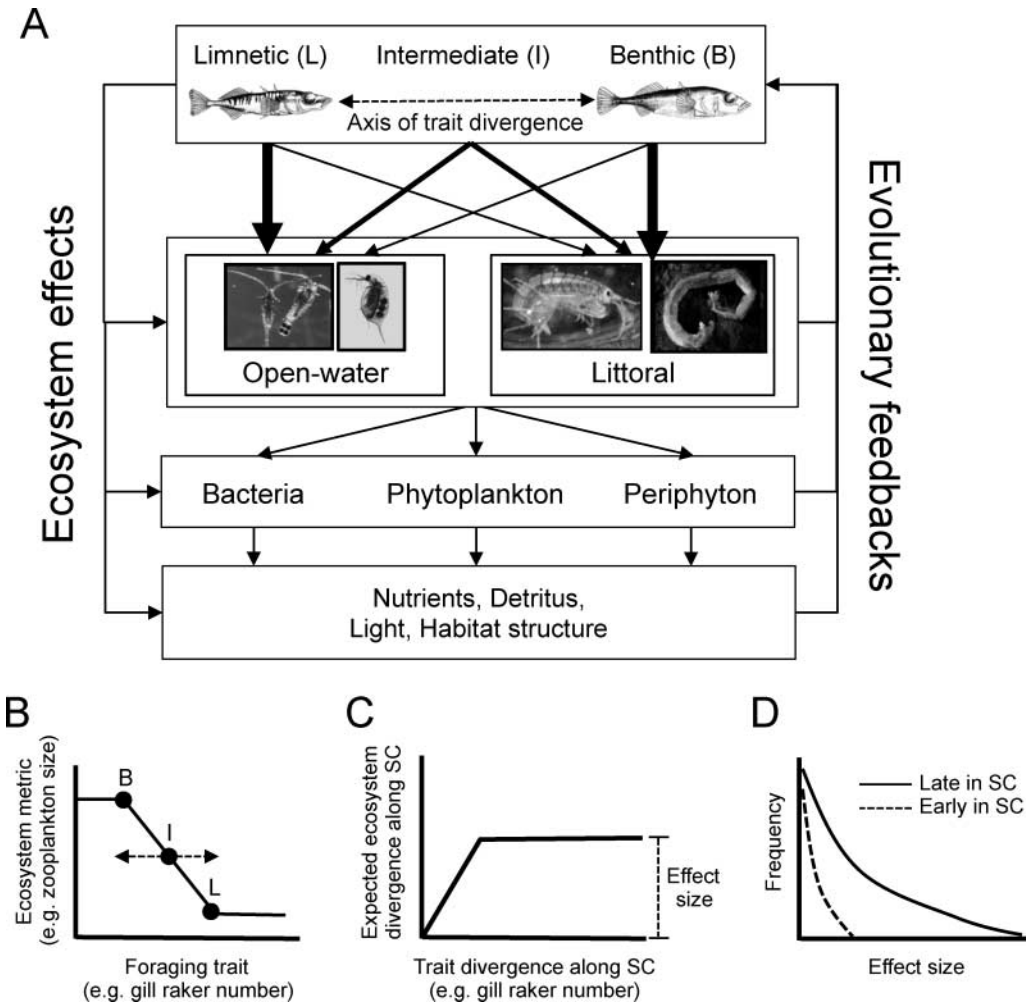 A
Limnetic (L)
Intermediate (I)
Benthic (B)
Axis of trait divergence
Ecosystem effects
Evolutionary feedbacks
Open-water
Littoral
Bacteria
Phytoplankton
Periphyton
Nutrients, Detritus,
Light, Habitat structure
B
Ecosystem metric
(e.g. zooplankton size)
B
I
L
Foraging trait
(e.g. gill raker number)
C
Expected ecosystem
divergence along SC
Effect
size
Trait divergence along SC
(e.g. gill raker number)
D
Frequency
Late in SC
Early in SC
Effect size